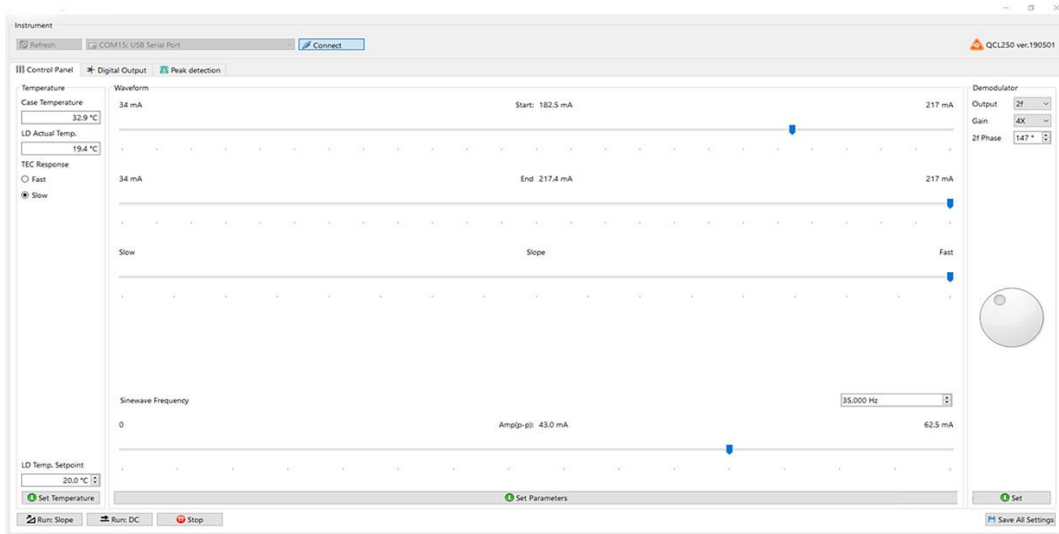 Instrument
Refresh COM15: USB Serial Port Connect QCL250 ver.190501
Control Panel Digital Output Peak detection
Temperature Waveform Demodulator
Case Temperature 34 mA Start: 182.5 mA 217 mA Output 2f
32.9 °C Gain 4X
LD Actual Temp. 2f Phase 147 °
19.4 °C
TEC Response
Fast 34 mA End 217.4 mA 217 mA
Slow
Slow Slope Fast
Sinewave Frequency 35.000 Hz
0 Amp(p-p): 43.0 mA 62.5 mA
LD Temp. Setpoint
20.0 °C
Set Temperature Set Parameters Set
Run: Slope Run: DC Stop Save All Settings